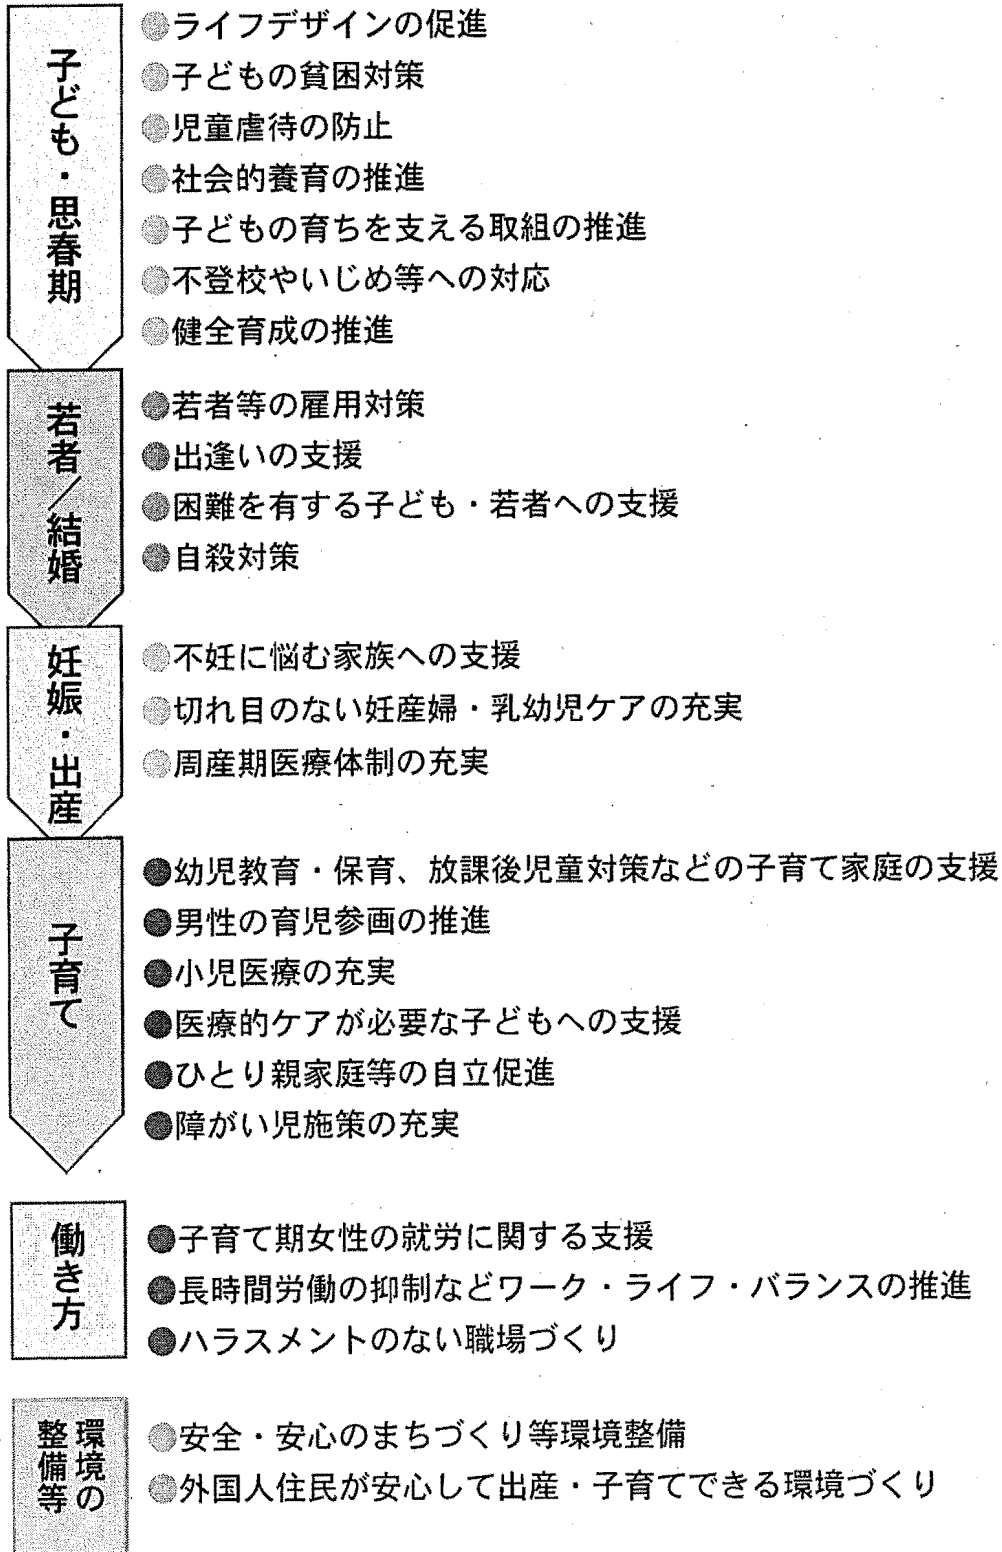 子ども・思春期
●ライフデザインの促進
●子どもの貧困対策
●児童虐待の防止
●社会的養育の推進
●子どもの育ちを支える取組の推進
●不登校やいじめ等への対応
●健全育成の推進
若者／結婚
●若者等の雇用対策
●出逢いの支援
●困難を有する子ども・若者への支援
●自殺対策
妊娠・出産
●不妊に悩む家族への支援
●切れ目のない妊産婦・乳幼児ケアの充実
●周産期医療体制の充実
子育て
●幼児教育・保育、放課後児童対策などの子育て家庭の支援
●男性の育児参画の推進
●小児医療の充実
●医療的ケアが必要な子どもへの支援
●ひとり親家庭等の自立促進
●障がい児施策の充実
働き方
●子育て期女性の就労に関する支援
●長時間労働の抑制などワーク・ライフ・バランスの推進
●ハラスメントのない職場づくり
環境の
整備等
●安全・安心のまちづくり等環境整備
●外国人住民が安心して出産・子育てできる環境づくり